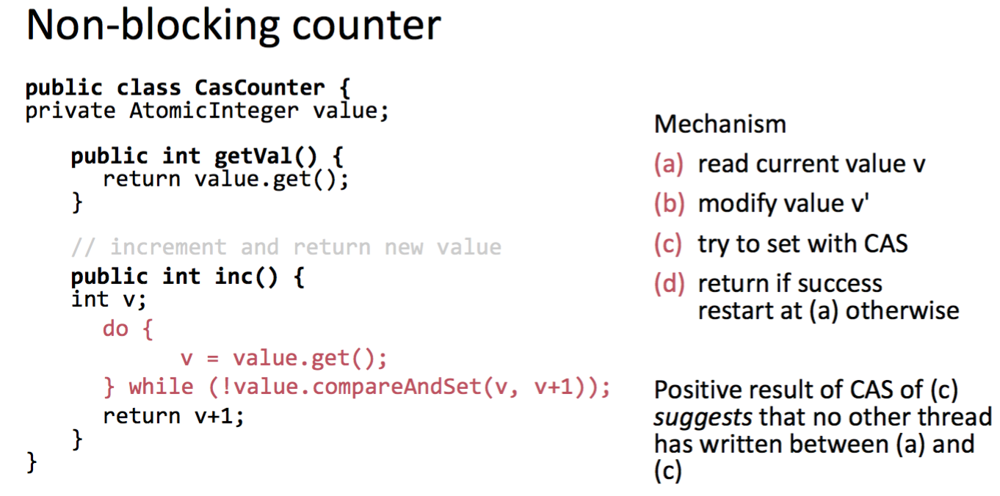 Non-blocking counter
public class CasCounter {
private AtomicInteger value;
public int getVal() {
return value.get();
}
// increment and return new value
public int inc() {
int v;
do {
v = value.get();
} while (!value.compareAndSet(v, v+1));
return v+1;
}
}
Mechanism
(a) read current value v
(b) modify value v'
(c) try to set with CAS
(d) return if success
restart at (a) otherwise
Positive result of CAS of (c)
suggests that no other thread
has written between (a) and
(c)